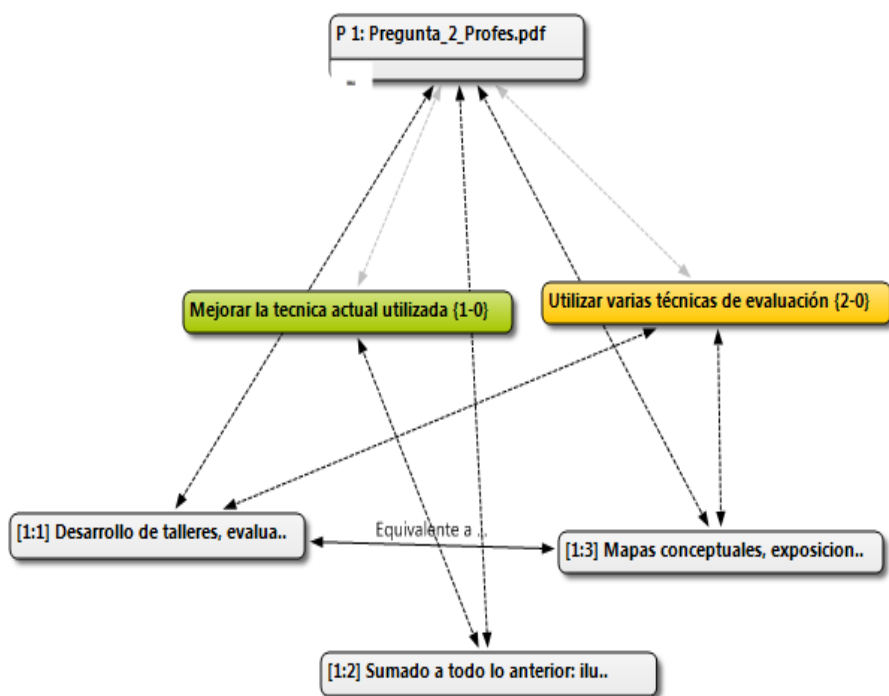 P 1: Pregunta_2_Profes.pdf
Mejorar la tecnica actual utilizada {1-0}
Utilizar varias técnicas de evaluación {2-0}
[1:1] Desarrollo de talleres, evalua..
Equivalente a ..
[1:3] Mapas conceptuales, exposicion..
[1:2] Sumado a todo lo anterior: ilu..